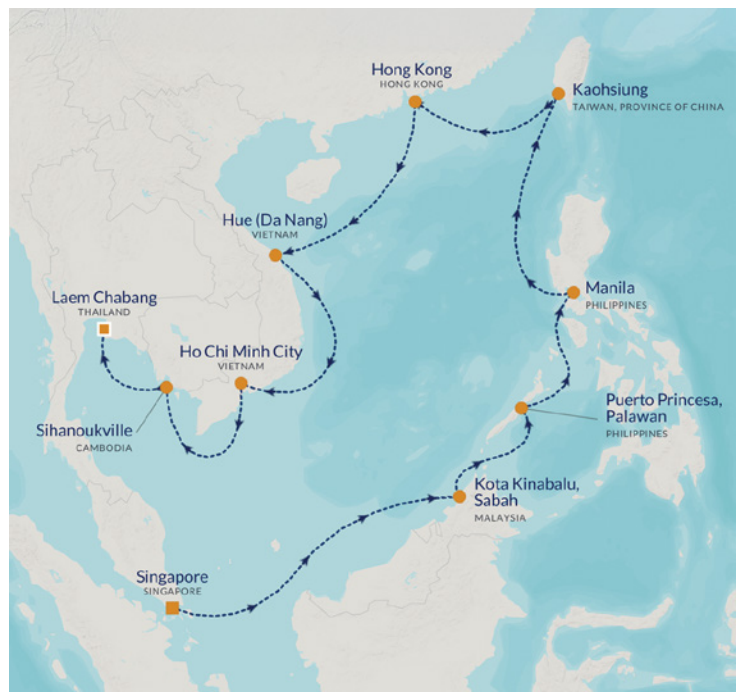 Hong Kong
HONG KONG
Kaohsiung
TAIWAN, PROVINCE OF CHINA
Hue (Da Nang)
VIETNAM
Manila
PHILIPPINES
Laem Chabang
THAILAND
Ho Chi Minh City
VIETNAM
Puerto Princesa,
Palawan
PHILIPPINES
Sihanoukville
CAMBODIA
Kota Kinabalu,
Sabah
MALAYSIA
Singapore
SINGAPORE